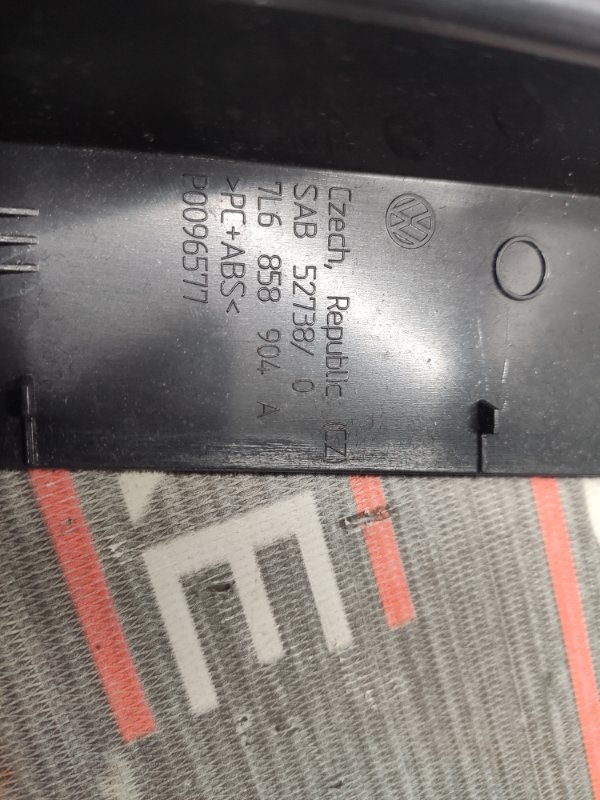 Czech, Republic (CZ)
SAB 52738/ 0
7L6 858 904 A
>PC+ABS<
P0096577
E